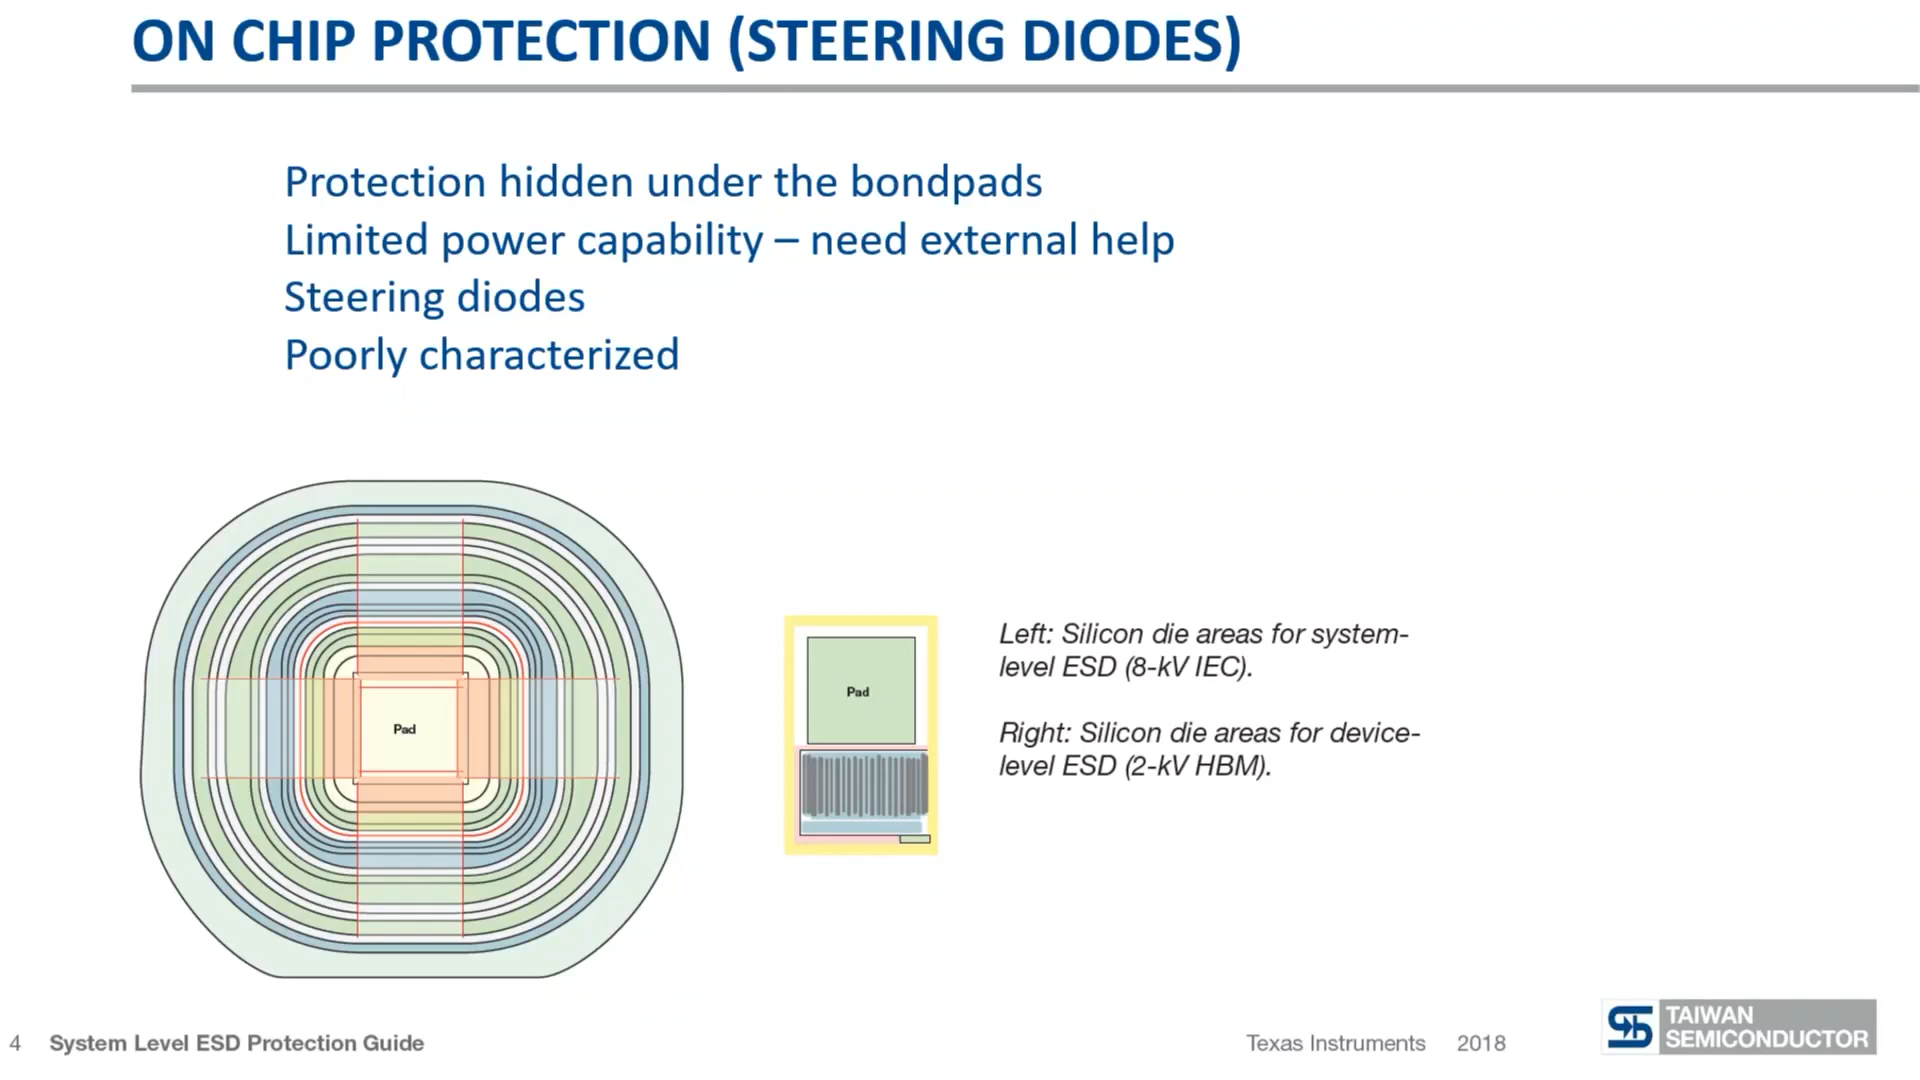 ON CHIP PROTECTION (STEERING DIODES)
Protection hidden under the bondpads
Limited power capability – need external help
Steering diodes
Poorly characterized
Pad
Pad
Left: Silicon die areas for system-
level ESD (8-kV IEC).
Right: Silicon die areas for device-
level ESD (2-kV HBM).
4 System Level ESD Protection Guide
Texas Instruments 2018
TAIWAN
SEMICONDUCTOR